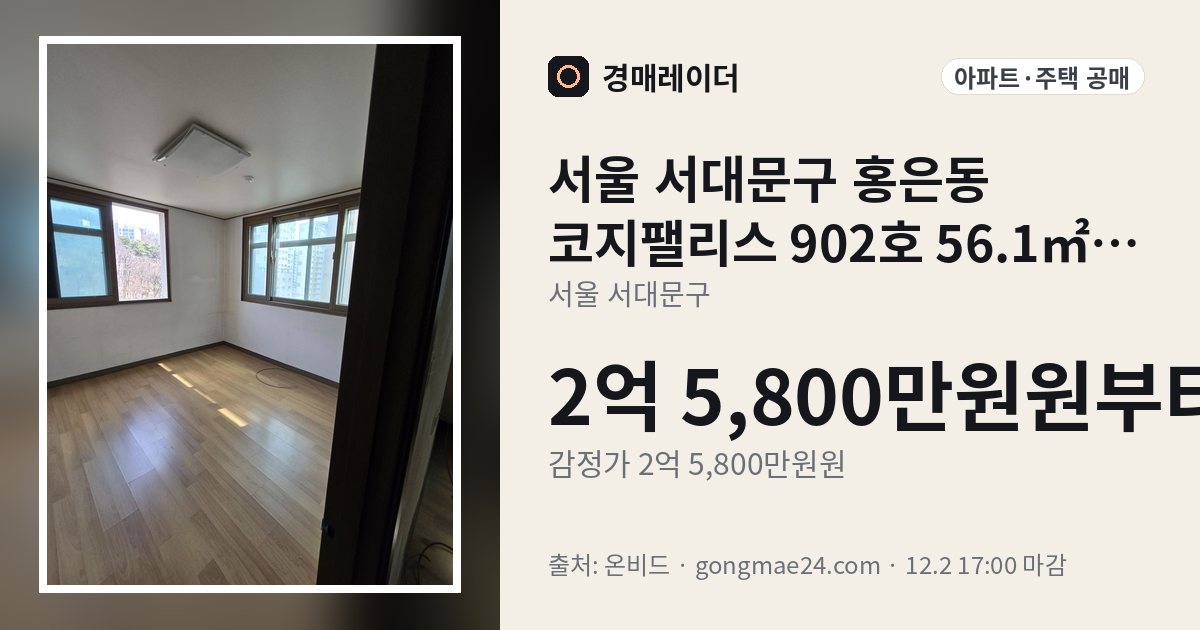 경매레이더
아파트·주택 공매
서울 서대문구 홍은동
코지팰리스 902호 56.1㎡…
서울 서대문구
2억 5,800만원원부터
감정가 2억 5,800만원원
출처: 온비드 · gongmae24.com · 12.2 17:00 마감